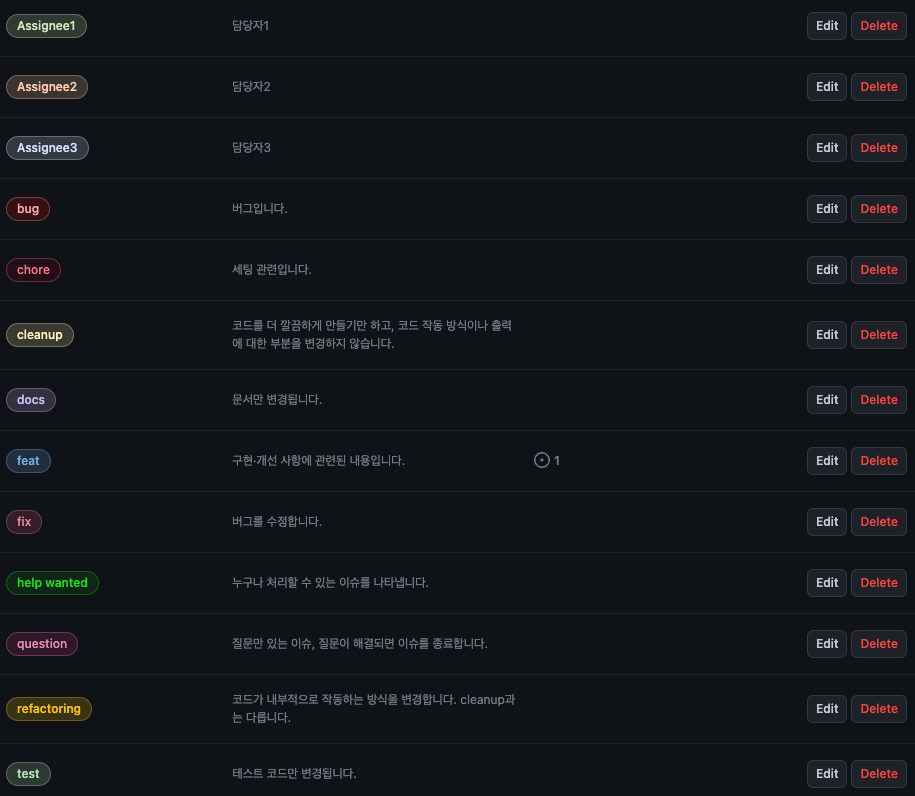 Assignee1 담당자1 Edit Delete
Assignee2 담당자2 Edit Delete
Assignee3 담당자3 Edit Delete
bug 버그입니다. Edit Delete
chore 세팅 관련입니다. Edit Delete
cleanup 코드를 더 깔끔하게 만들기만 하고, 코드 작동 방식이나 출력
에 대한 부분을 변경하지 않습니다. Edit Delete
docs 문서만 변경됩니다. Edit Delete
feat 구현·개선 사항에 관련된 내용입니다. 1 Edit Delete
fix 버그를 수정합니다. Edit Delete
help wanted 누구나 처리할 수 있는 이슈를 나타냅니다. Edit Delete
question 질문만 있는 이슈, 질문이 해결되면 이슈를 종료합니다. Edit Delete
refactoring 코드가 내부적으로 작동하는 방식을 변경합니다. cleanup과
는 다릅니다. Edit Delete
test 테스트 코드만 변경됩니다. Edit Delete